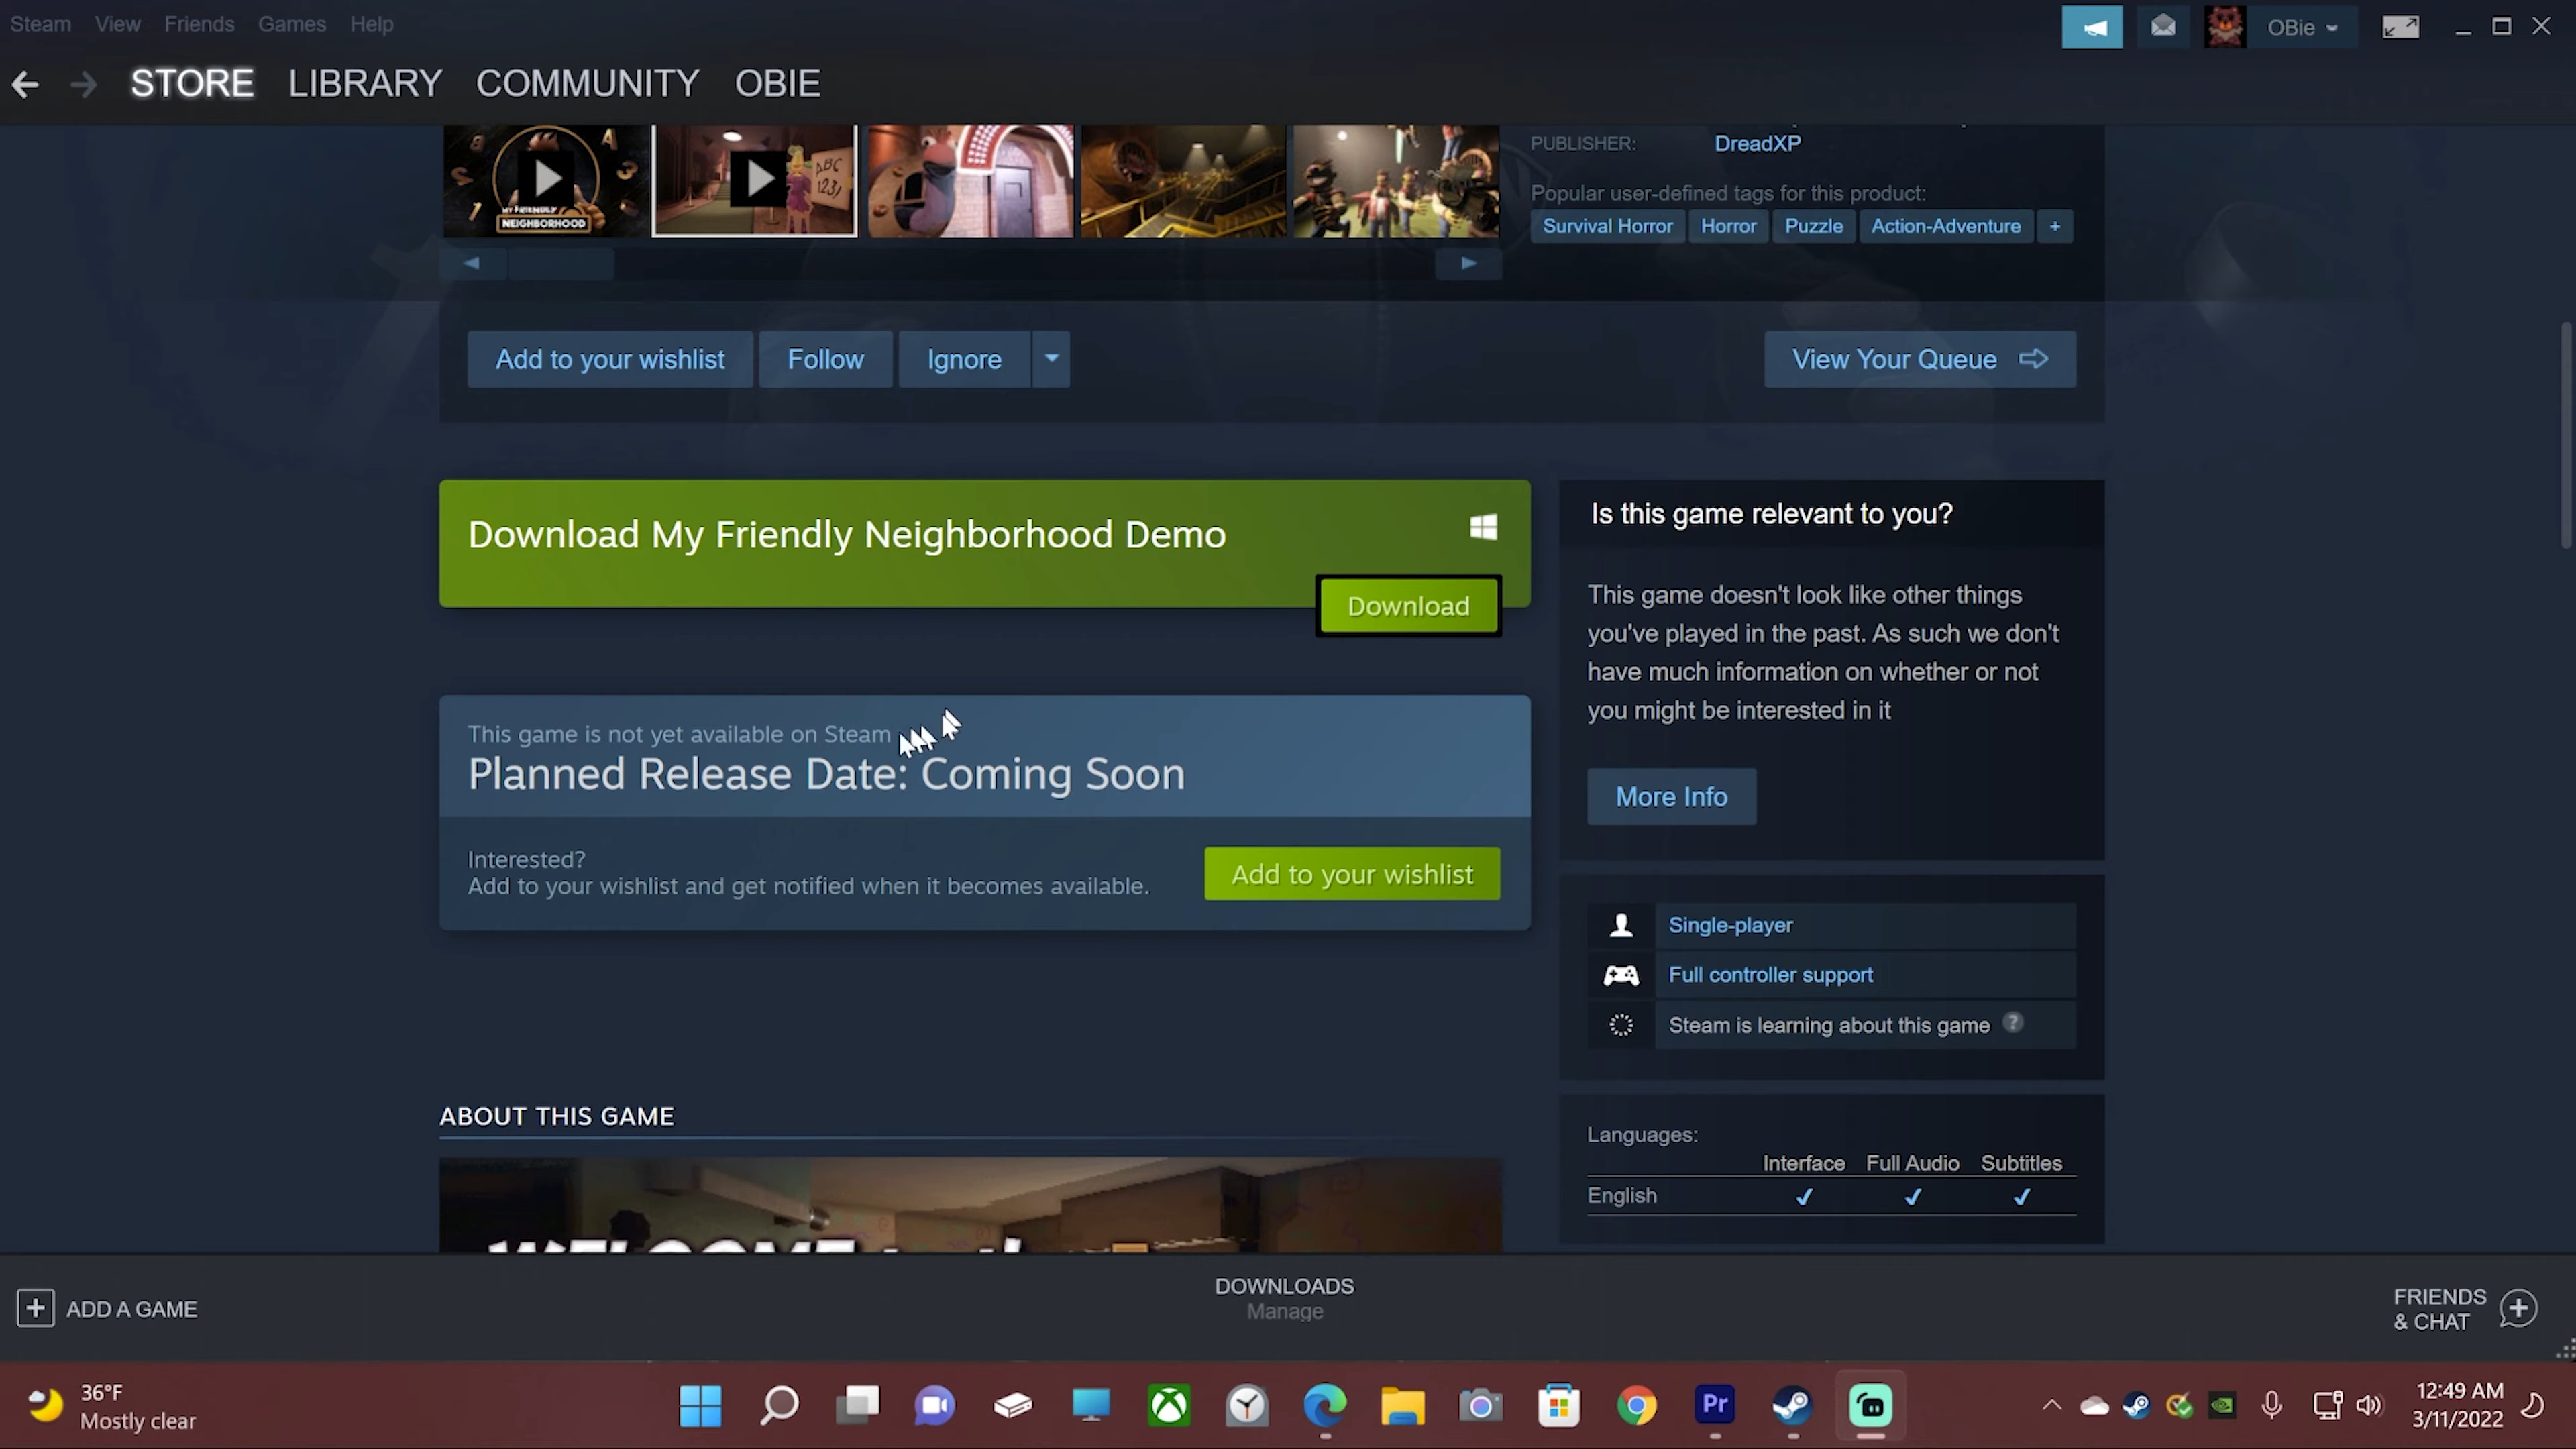 Steam View Friends Games Help
OBie
STORE LIBRARY COMMUNITY OBIE
MY FRIENDLY
NEIGHBORHOOD
ABC
123
PUBLISHER: DreadXP
Popular user-defined tags for this product:
Survival Horror Horror Puzzle Action-Adventure +
Add to your wishlist Follow Ignore View Your Queue
Download My Friendly Neighborhood Demo
Download
Is this game relevant to you?
This game doesn't look like other things
you've played in the past. As such we don't
have much information on whether or not
you might be interested in it
More Info
This game is not yet available on Steam
Planned Release Date: Coming Soon
Interested?
Add to your wishlist and get notified when it becomes available.
Add to your wishlist
Single-player
Full controller support
Steam is learning about this game ?
ABOUT THIS GAME
Languages:
Interface Full Audio Subtitles
English ✓ ✓ ✓
WELCOME
ADD A GAME
DOWNLOADS
Manage
FRIENDS
& CHAT
36°F
Mostly clear
Pr
12:49 AM
3/11/2022